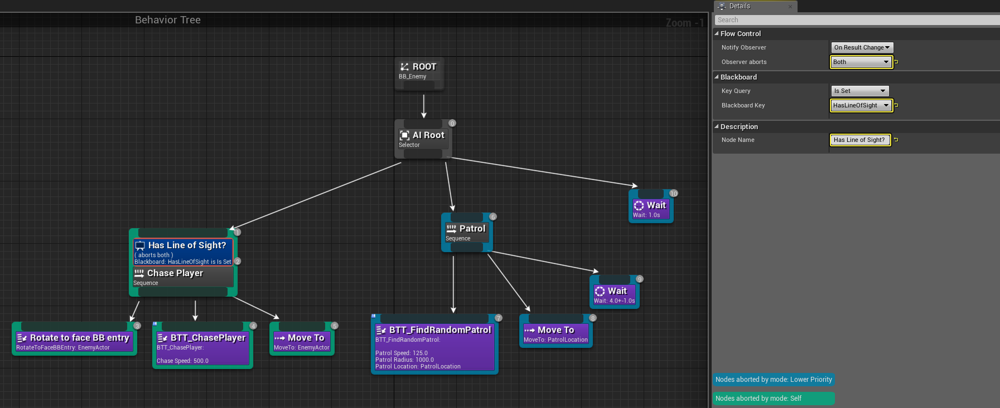 Behavior Tree
Zoom -1
ROOT
BB_Enemy
0
AI Root
Selector
10
Wait
Wait: 1.0s
6
Patrol
Sequence
1
Has Line of Sight?
( aborts both )
Blackboard: HasLineOfSight is Is Set
2
Chase Player
Sequence
9
Wait
Wait: 4.0+-1.0s
3
Rotate to face BB entry
RotateToFaceBBEntry: EnemyActor
4
BTT_ChasePlayer
BTT_ChasePlayer:
Chase Speed: 500.0
5
Move To
MoveTo: EnemyActor
7
BTT_FindRandomPatrol
BTT_FindRandomPatrol:
Patrol Speed: 125.0
Patrol Radius: 1000.0
Patrol Location: PatrolLocation
8
Move To
MoveTo: PatrolLocation
Details
Search
Flow Control
Notify Observer On Result Change
Observer aborts Both
Blackboard
Key Query Is Set
Blackboard Key HasLineOfSight
Description
Node Name Has Line of Sight?
Nodes aborted by mode: Lower Priority
Nodes aborted by mode: Self